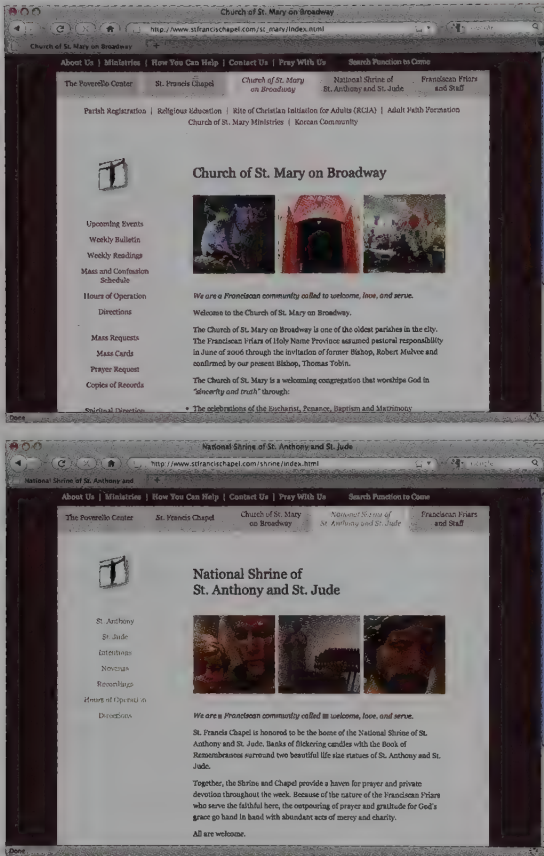 Church of St. Mary on Broadway
http://www.stfrancischapel.com/st_mary/index.html
Church of St. Mary on Broadway
About Us | Ministries | How You Can Help | Contact Us | Pray With Us Search Function to Come
The Poverello Center St. Francis Chapel Church of St. Mary on Broadway National Shrine of St. Anthony and St. Jude Franciscan Friars and Staff
Parish Registration | Religious Education | Rite of Christian Initiation for Adults (RCIA) | Adult Faith Formation
Church of St. Mary Ministries | Korean Community
Church of St. Mary on Broadway
Upcoming Events
Weekly Bulletin
Weekly Readings
Mass and Confession
Schedule
Hours of Operation
Directions
Mass Requests
Mass Cards
Prayer Request
Copies of Records
Spiritual Direction
We are a Franciscan community called to welcome, love, and serve.
Welcome to the Church of St. Mary on Broadway.
The Church of St. Mary on Broadway is one of the oldest parishes in the city.
The Franciscan Friars of Holy Name Province assumed pastoral responsibility
in June of 2006 through the invitation of former Bishop, Robert Mulvee and
confirmed by our present Bishop, Thomas Tobin.
The Church of St. Mary is a welcoming congregation that worships God in
"sincerity and truth" through:
• The celebrations of the Eucharist, Penance, Baptism and Matrimony
Done
National Shrine of St. Anthony and St. Jude
http://www.stfrancischapel.com/shrine/index.html
National Shrine of St. Anthony and
About Us | Ministries | How You Can Help | Contact Us | Pray With Us Search Function to Come
The Poverello Center St. Francis Chapel Church of St. Mary on Broadway National Shrine of St. Anthony and St. Jude Franciscan Friars and Staff
National Shrine of
St. Anthony and St. Jude
St. Anthony
St. Jude
Intentions
Novenas
Recordings
Hours of Operation
Directions
We are a Franciscan community called to welcome, love, and serve.
St. Francis Chapel is honored to be the home of the National Shrine of St.
Anthony and St. Jude. Banks of flickering candles with the Book of
Remembrances surround two beautiful life size statues of St. Anthony and St.
Jude.
Together, the Shrine and Chapel provide a haven for prayer and private
devotion throughout the week. Because of the nature of the Franciscan Friars
who serve the faithful here, the outpouring of prayer and gratitude for God's
grace go hand in hand with abundant acts of mercy and charity.
All are welcome.
Done